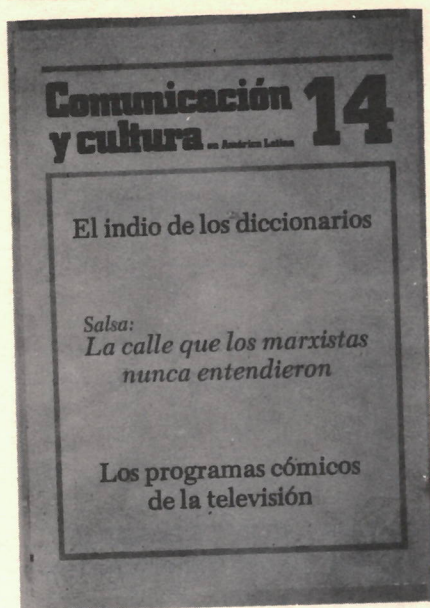 Comunicación 14
y cultura en América Latina
El indio de los diccionarios
Salsa:
La calle que los marxistas
nunca entendieron
Los programas cómicos
de la televisión